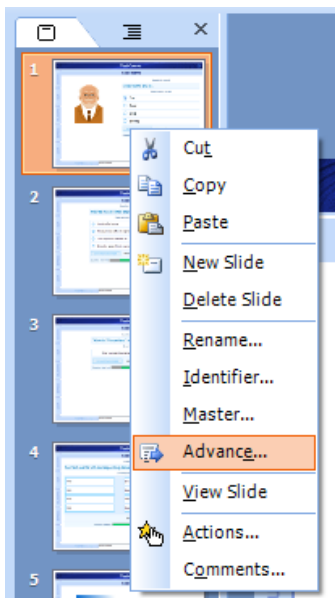 1
2
3
4
5
Cut
Copy
Paste
New Slide
Delete Slide
Rename...
Identifier...
Master...
Advance...
View Slide
Actions...
Comments...